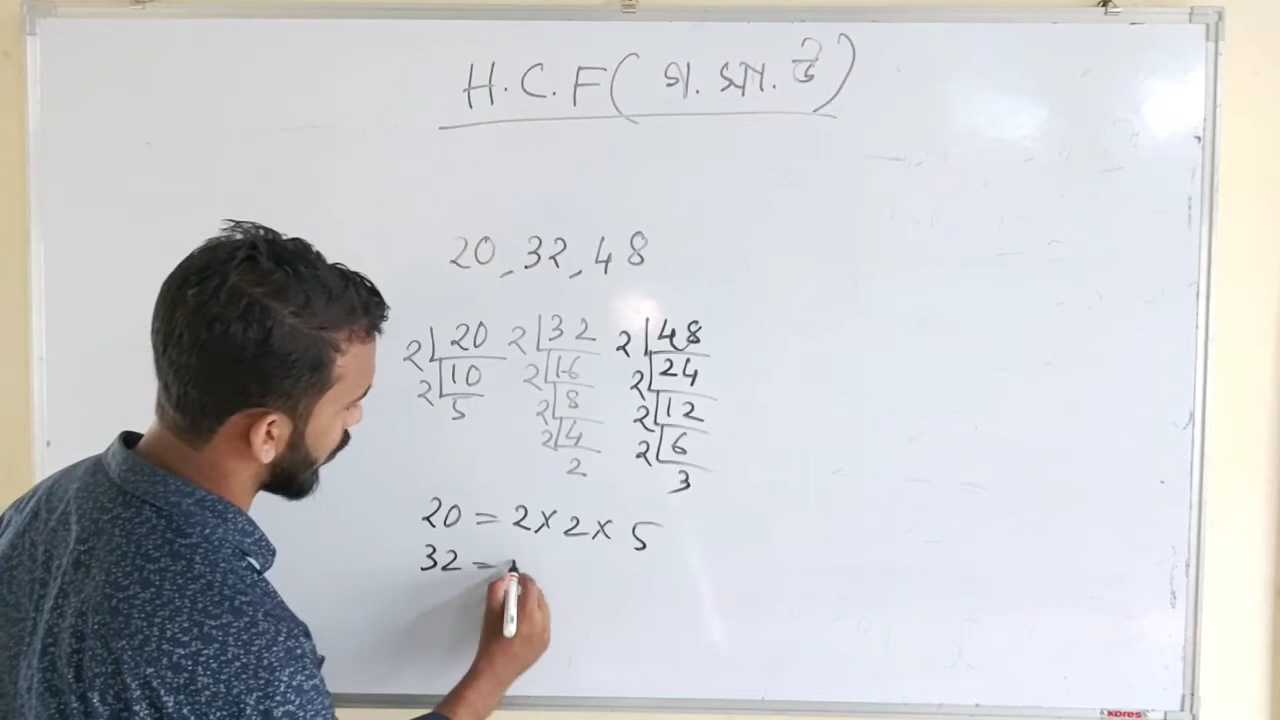 H.C.F ( গ. সা. উ )
20, 32, 48
2 | 20 2 | 32 2 | 48
2 | 10 2 | 16 2 | 24
5 2 | 8 2 | 12
2 | 4 2 | 6
2 3
20 = 2 × 2 × 5
32 =
KORES